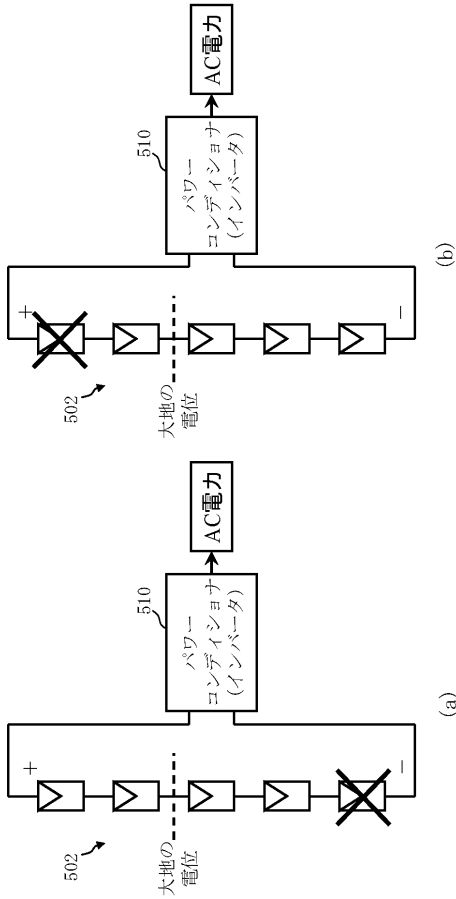 502
大地の
電位
+
−
510
パワー
コンディショナ
(インバータ)
AC電力
(a)
502
大地の
電位
+
−
510
パワー
コンディショナ
(インバータ)
AC電力
(b)